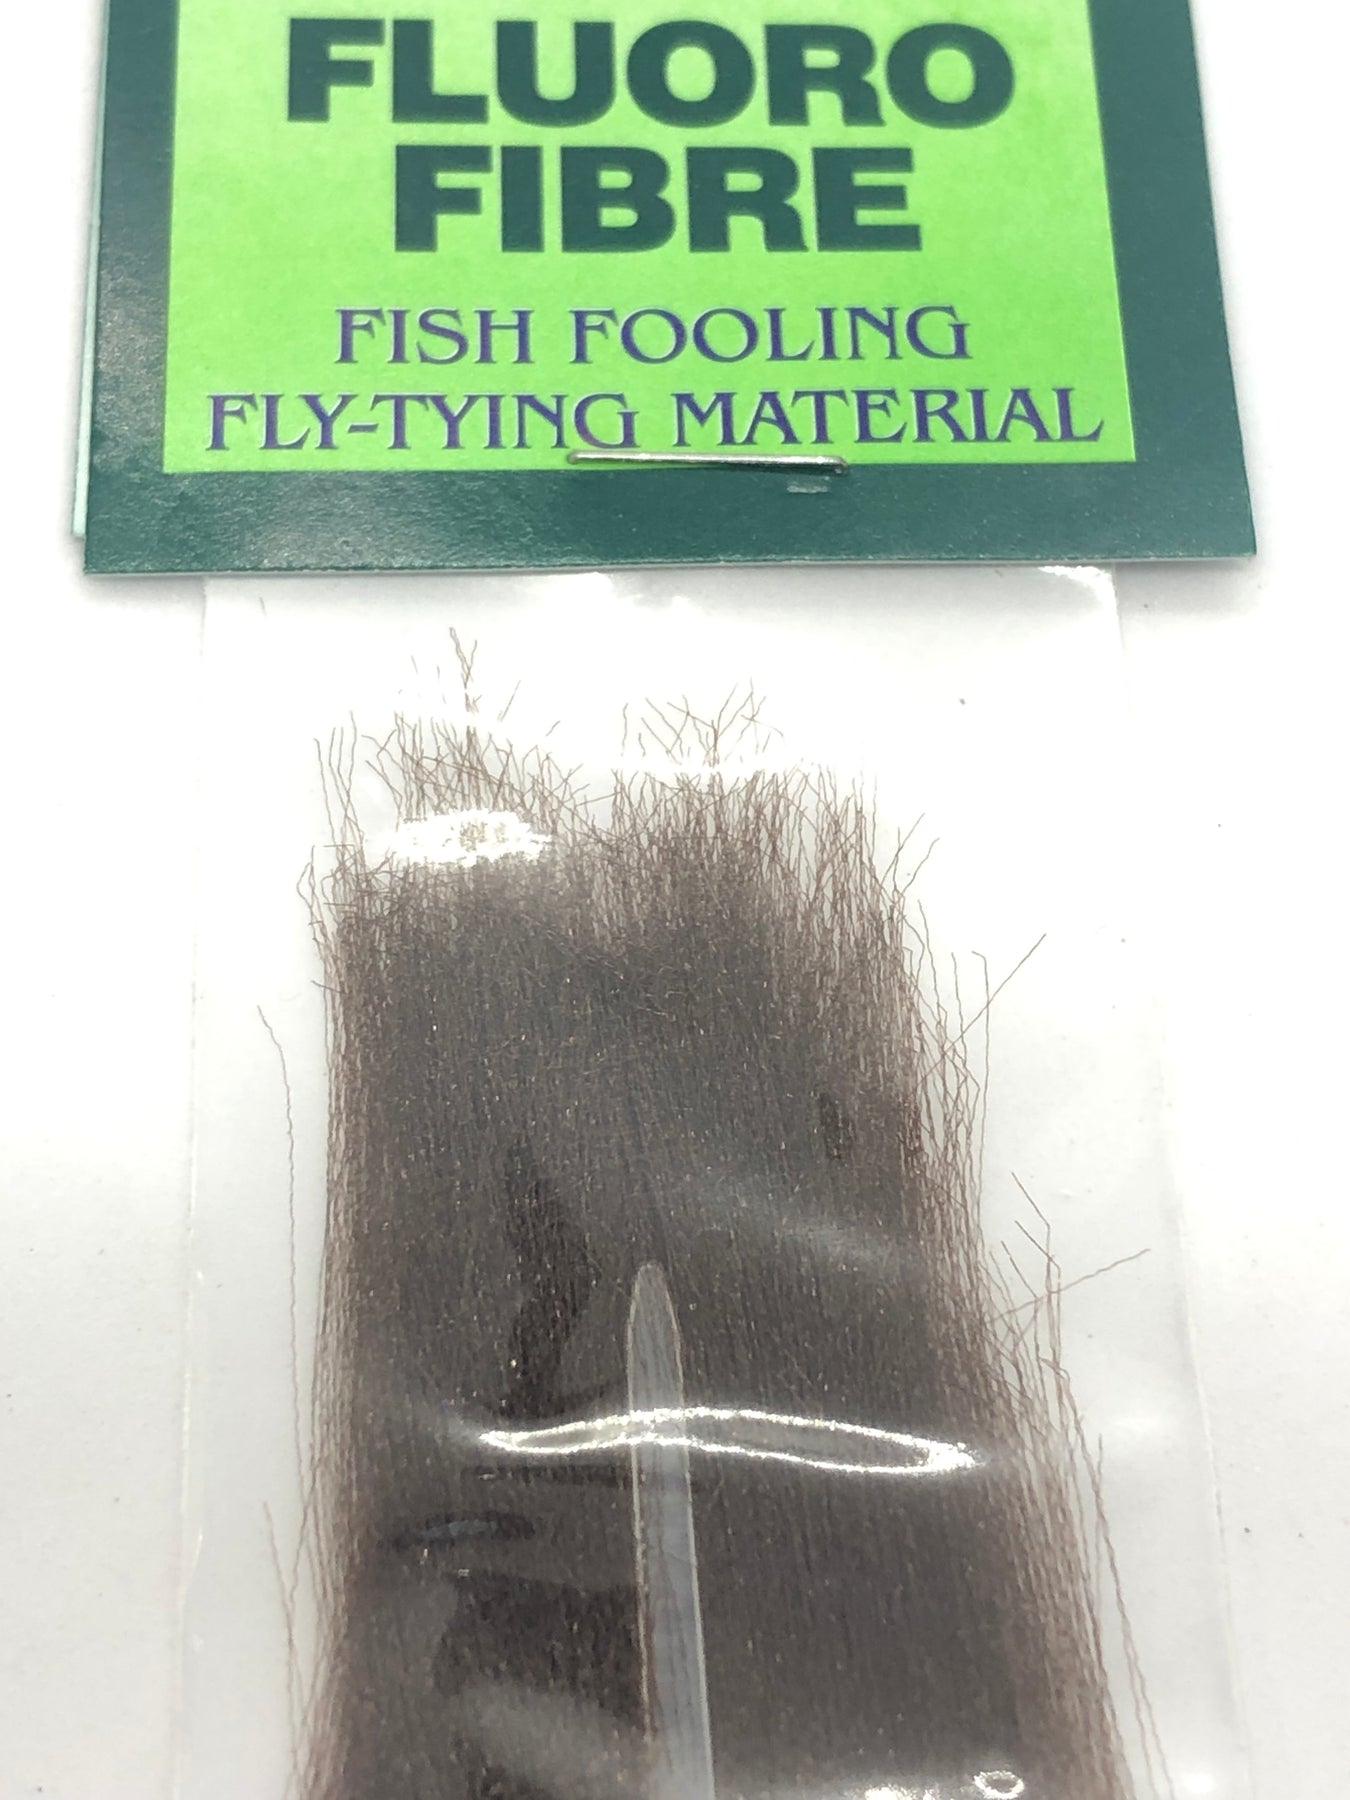 FLUORO
FIBRE
FISH FOOLING
FLY-TYING MATERIAL